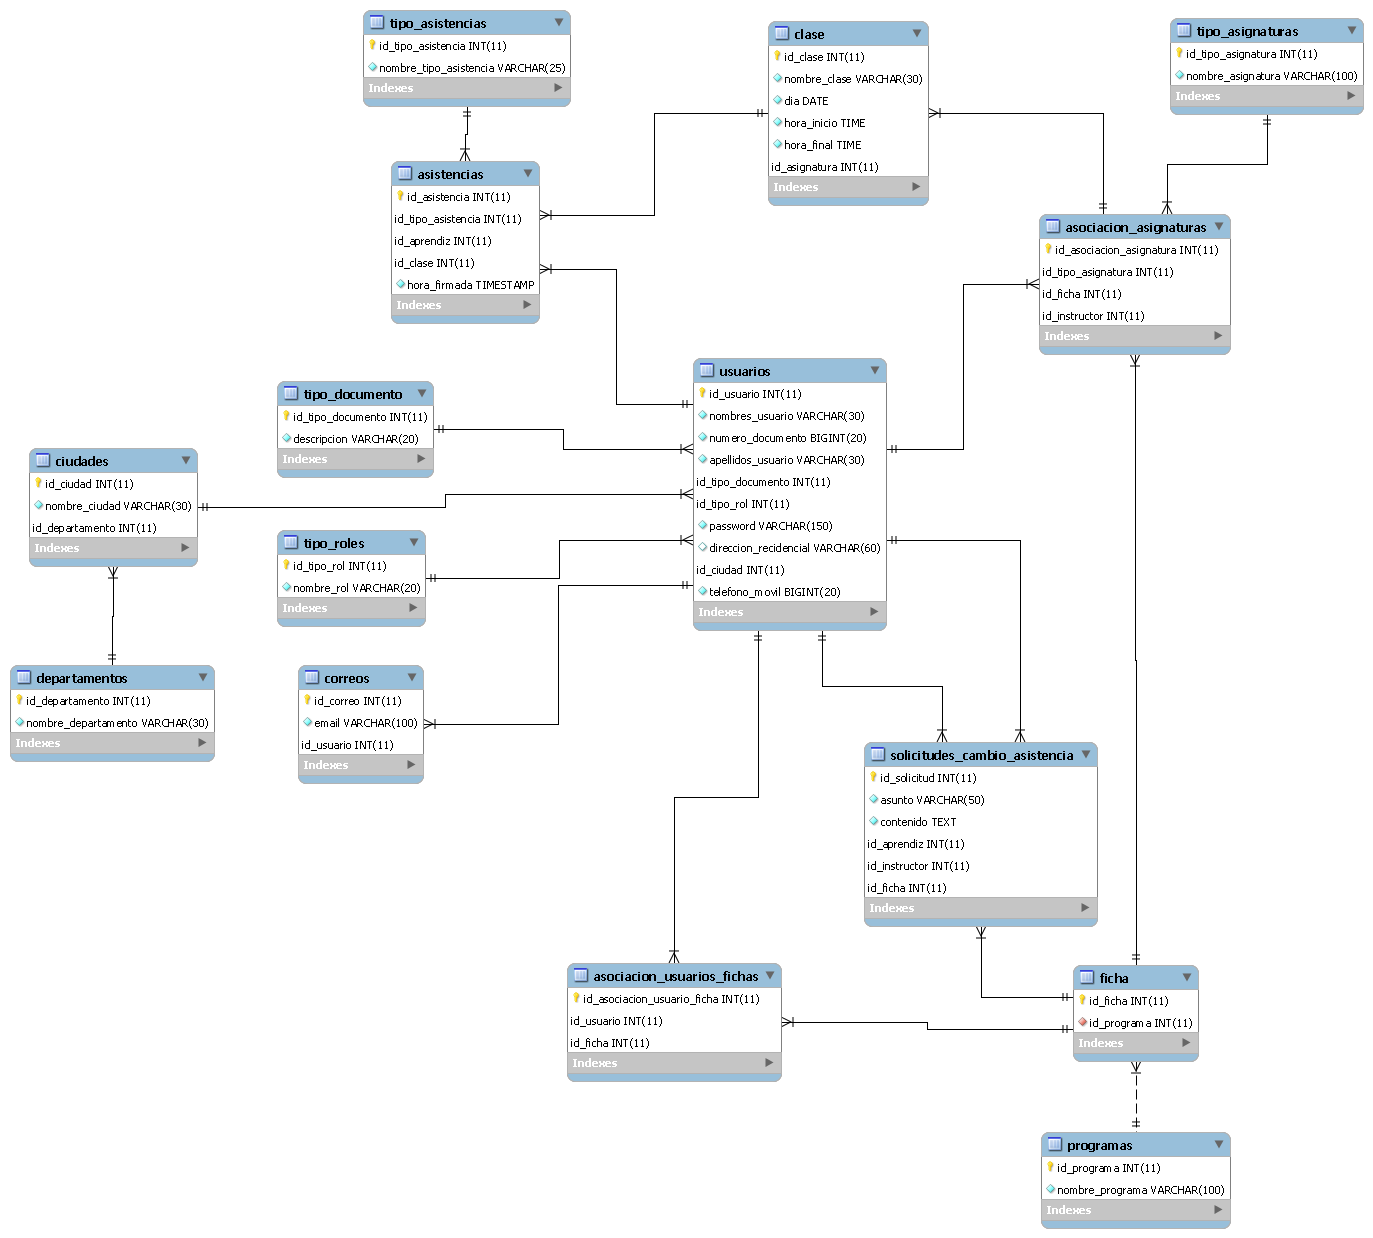 tipo_asistencias
id_tipo_asistencia INT(11)
nombre_tipo_asistencia VARCHAR(25)
Indexes
clase
id_clase INT(11)
nombre_clase VARCHAR(30)
dia DATE
hora_inicio TIME
hora_final TIME
id_asignatura INT(11)
Indexes
tipo_asignaturas
id_tipo_asignatura INT(11)
nombre_asignatura VARCHAR(100)
Indexes
asistencias
id_asistencia INT(11)
id_tipo_asistencia INT(11)
id_aprendiz INT(11)
id_clase INT(11)
hora_firmada TIMESTAMP
Indexes
asociacion_asignaturas
id_asociacion_asignatura INT(11)
id_tipo_asignatura INT(11)
id_ficha INT(11)
id_instructor INT(11)
Indexes
usuarios
id_usuario INT(11)
nombres_usuario VARCHAR(30)
numero_documento BIGINT(20)
apellidos_usuario VARCHAR(30)
id_tipo_documento INT(11)
id_tipo_rol INT(11)
password VARCHAR(150)
direccion_recidencial VARCHAR(60)
id_ciudad INT(11)
telefono_movil BIGINT(20)
Indexes
tipo_documento
id_tipo_documento INT(11)
descripcion VARCHAR(20)
Indexes
ciudades
id_ciudad INT(11)
nombre_ciudad VARCHAR(30)
id_departamento INT(11)
Indexes
tipo_roles
id_tipo_rol INT(11)
nombre_rol VARCHAR(20)
Indexes
departamentos
id_departamento INT(11)
nombre_departamento VARCHAR(30)
Indexes
correos
id_correo INT(11)
email VARCHAR(100)
id_usuario INT(11)
Indexes
solicitudes_cambio_asistencia
id_solicitud INT(11)
asunto VARCHAR(50)
contenido TEXT
id_aprendiz INT(11)
id_instructor INT(11)
id_ficha INT(11)
Indexes
asociacion_usuarios_fichas
id_asociacion_usuario_ficha INT(11)
id_usuario INT(11)
id_ficha INT(11)
Indexes
ficha
id_ficha INT(11)
id_programa INT(11)
Indexes
programas
id_programa INT(11)
nombre_programa VARCHAR(100)
Indexes